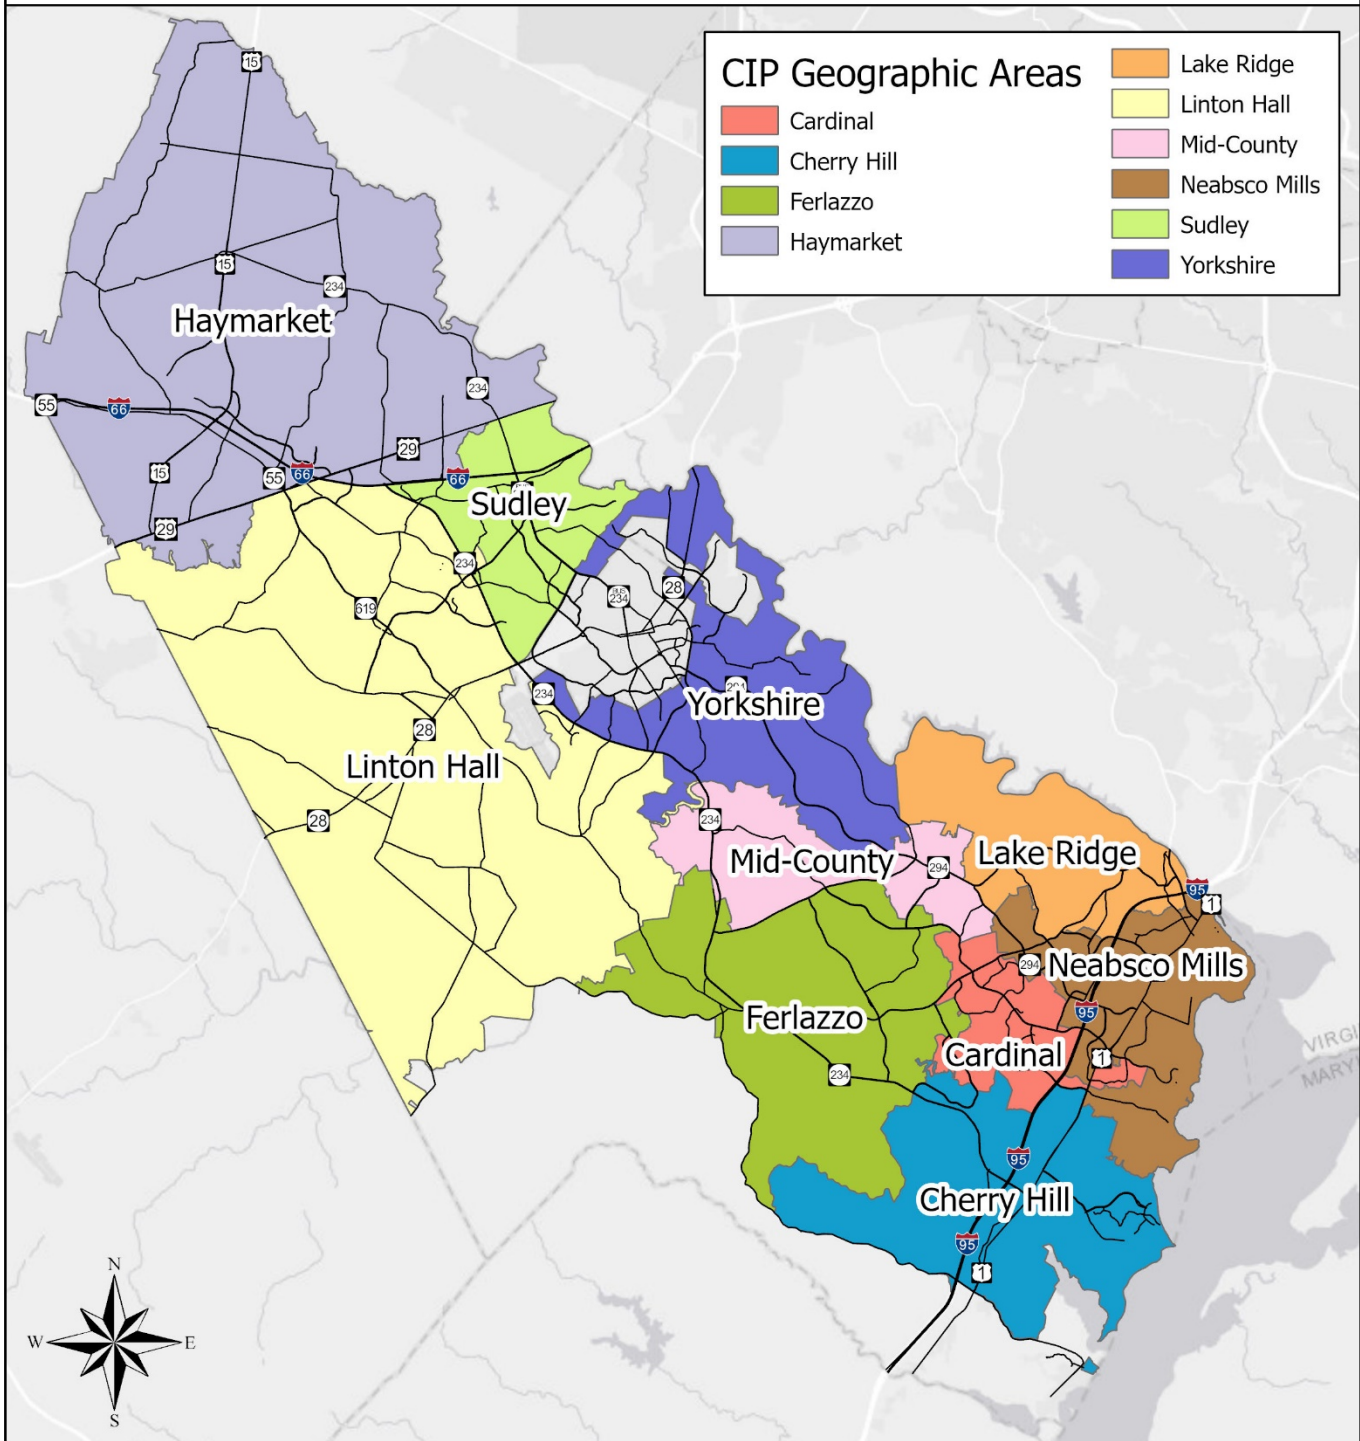 CIP Geographic Areas
Cardinal
Cherry Hill
Ferlazzo
Haymarket
Lake Ridge
Linton Hall
Mid-County
Neabsco Mills
Sudley
Yorkshire
15
15
234
Haymarket
234
55
66
29
15
55
66
66
29
Sudley
234
BUS
234
28
619
234
Yorkshire
28
Linton Hall
28
234
Mid-County
294
Lake Ridge
95
1
294
Neabsco Mills
95
Ferlazzo
Cardinal
1
234
95
Cherry Hill
95
1
N
W
E
S